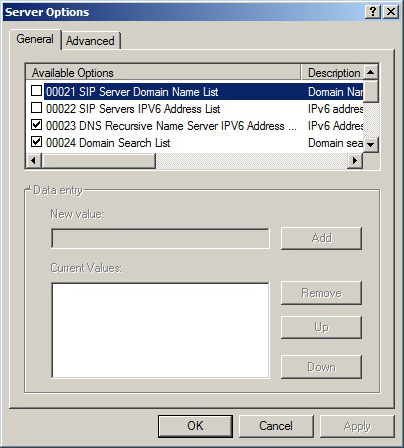 Server Options
General Advanced
Available Options Description
00021 SIP Server Domain Name List Domain Nar
00022 SIP Servers IPV6 Address List IPv6 addres
00023 DNS Recursive Name Server IPV6 Address ... IPv6 Addres
00024 Domain Search List Domain sea
Data entry
New value:
Add
Current Values:
Remove
Up
Down
OK Cancel Apply